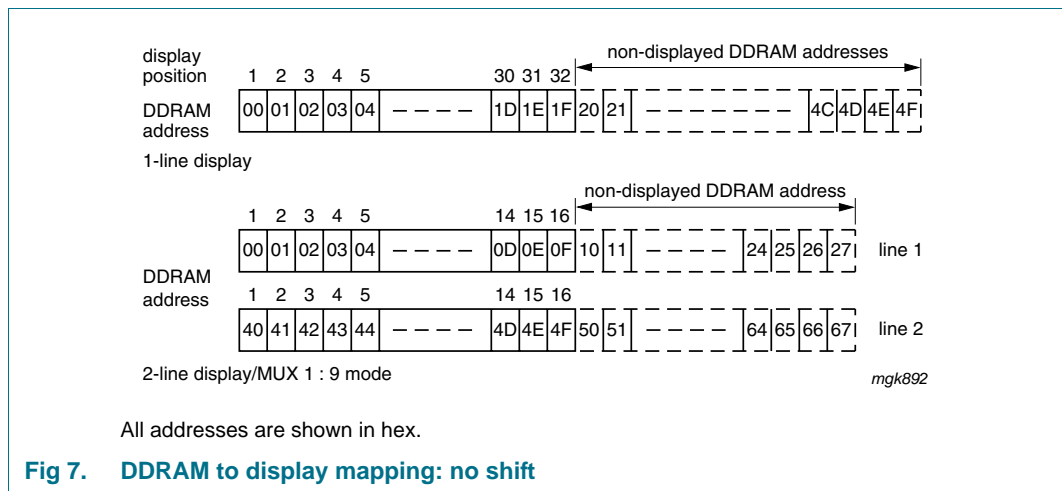 display position 1 2 3 4 5 30 31 32 non-displayed DDRAM addresses
DDRAM address 00 01 02 03 04 1D 1E 1F 20 21 4C 4D 4E 4F
1-line display
non-displayed DDRAM address
1 2 3 4 5 14 15 16
00 01 02 03 04 0D 0E 0F 10 11 24 25 26 27 line 1
DDRAM address
1 2 3 4 5 14 15 16
40 41 42 43 44 4D 4E 4F 50 51 64 65 66 67 line 2
2-line display/MUX 1 : 9 mode
mgk892
All addresses are shown in hex.
Fig 7. DDRAM to display mapping: no shift